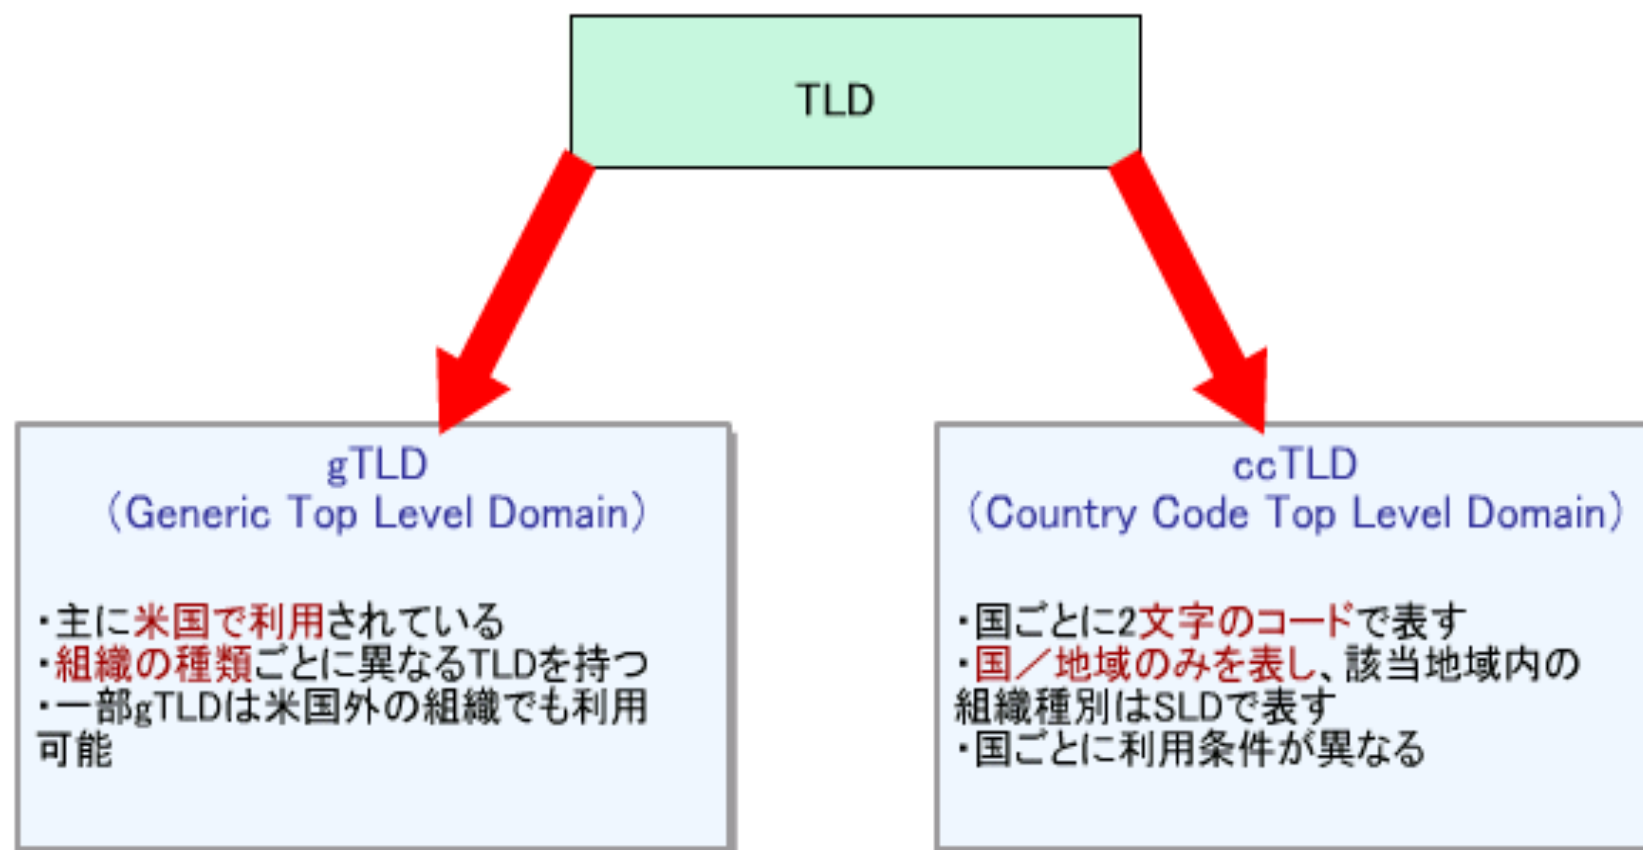 TLD
gTLD
(Generic Top Level Domain)
・主に米国で利用されている
・組織の種類ごとに異なるTLDを持つ
・一部gTLDは米国外の組織でも利用
可能
ccTLD
(Country Code Top Level Domain)
・国ごとに2文字のコードで表す
・国／地域のみを表し、該当地域内の
組織種別はSLDで表す
・国ごとに利用条件が異なる